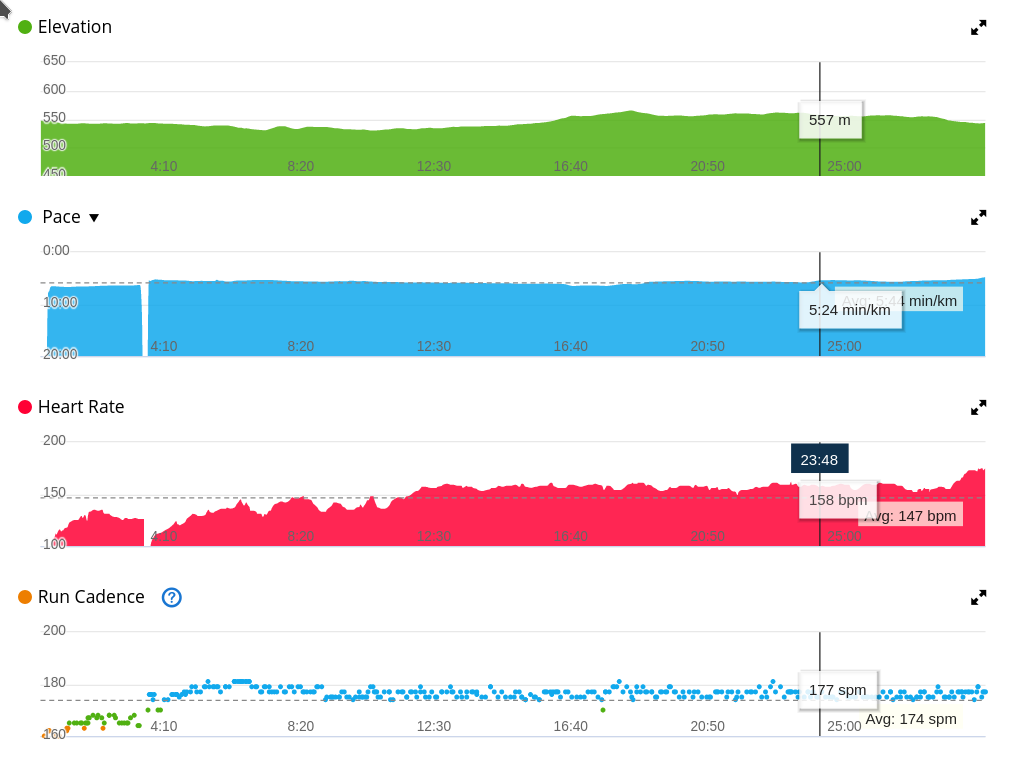 Elevation
650
600
550
500
450
557 m
4:10 8:20 12:30 16:40 20:50 25:00
Pace ▼
0:00
10:00
20:00
Avg: 5:44 min/km
5:24 min/km
4:10 8:20 12:30 16:40 20:50 25:00
Heart Rate
200
150
100
23:48
158 bpm
Avg: 147 bpm
4:10 8:20 12:30 16:40 20:50 25:00
Run Cadence ?
200
180
160
177 spm
Avg: 174 spm
4:10 8:20 12:30 16:40 20:50 25:00